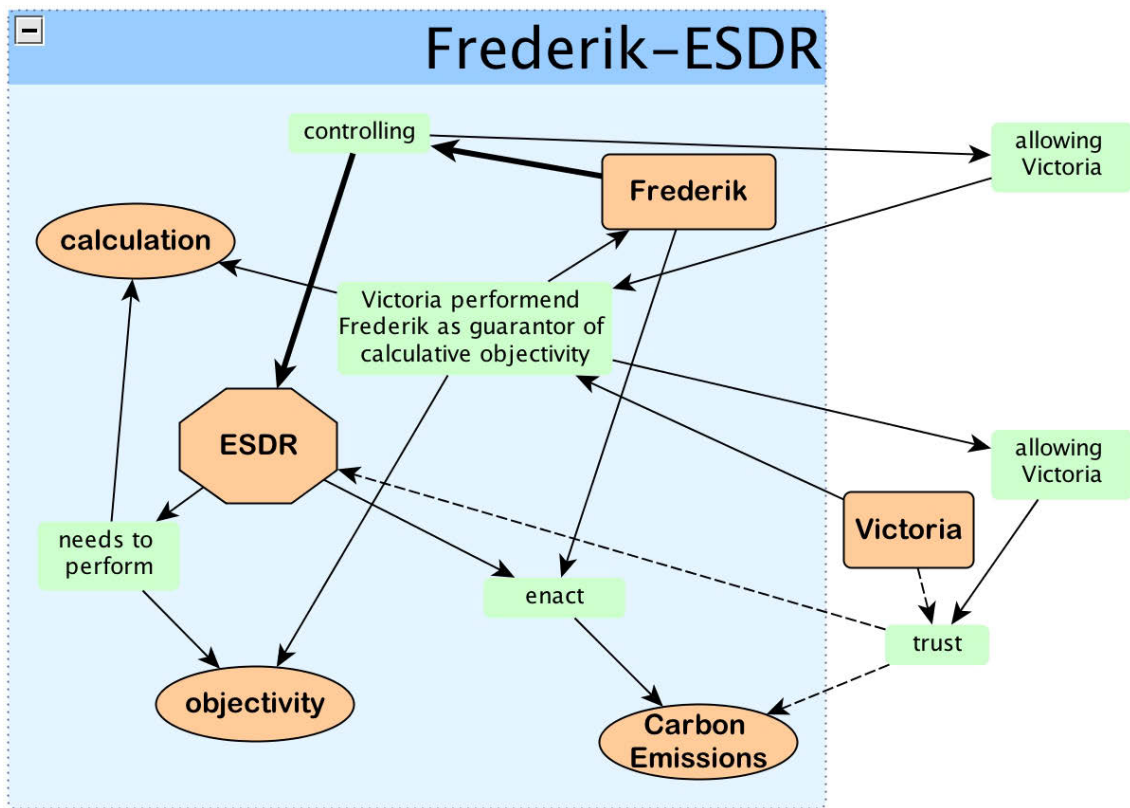 Frederik-ESDR
controlling
allowing
Victoria
Frederik
calculation
Victoria performend
Frederik as guarantor of
calculative objectivity
ESDR
allowing
Victoria
Victoria
needs to
perform
enact
trust
objectivity
Carbon
Emissions